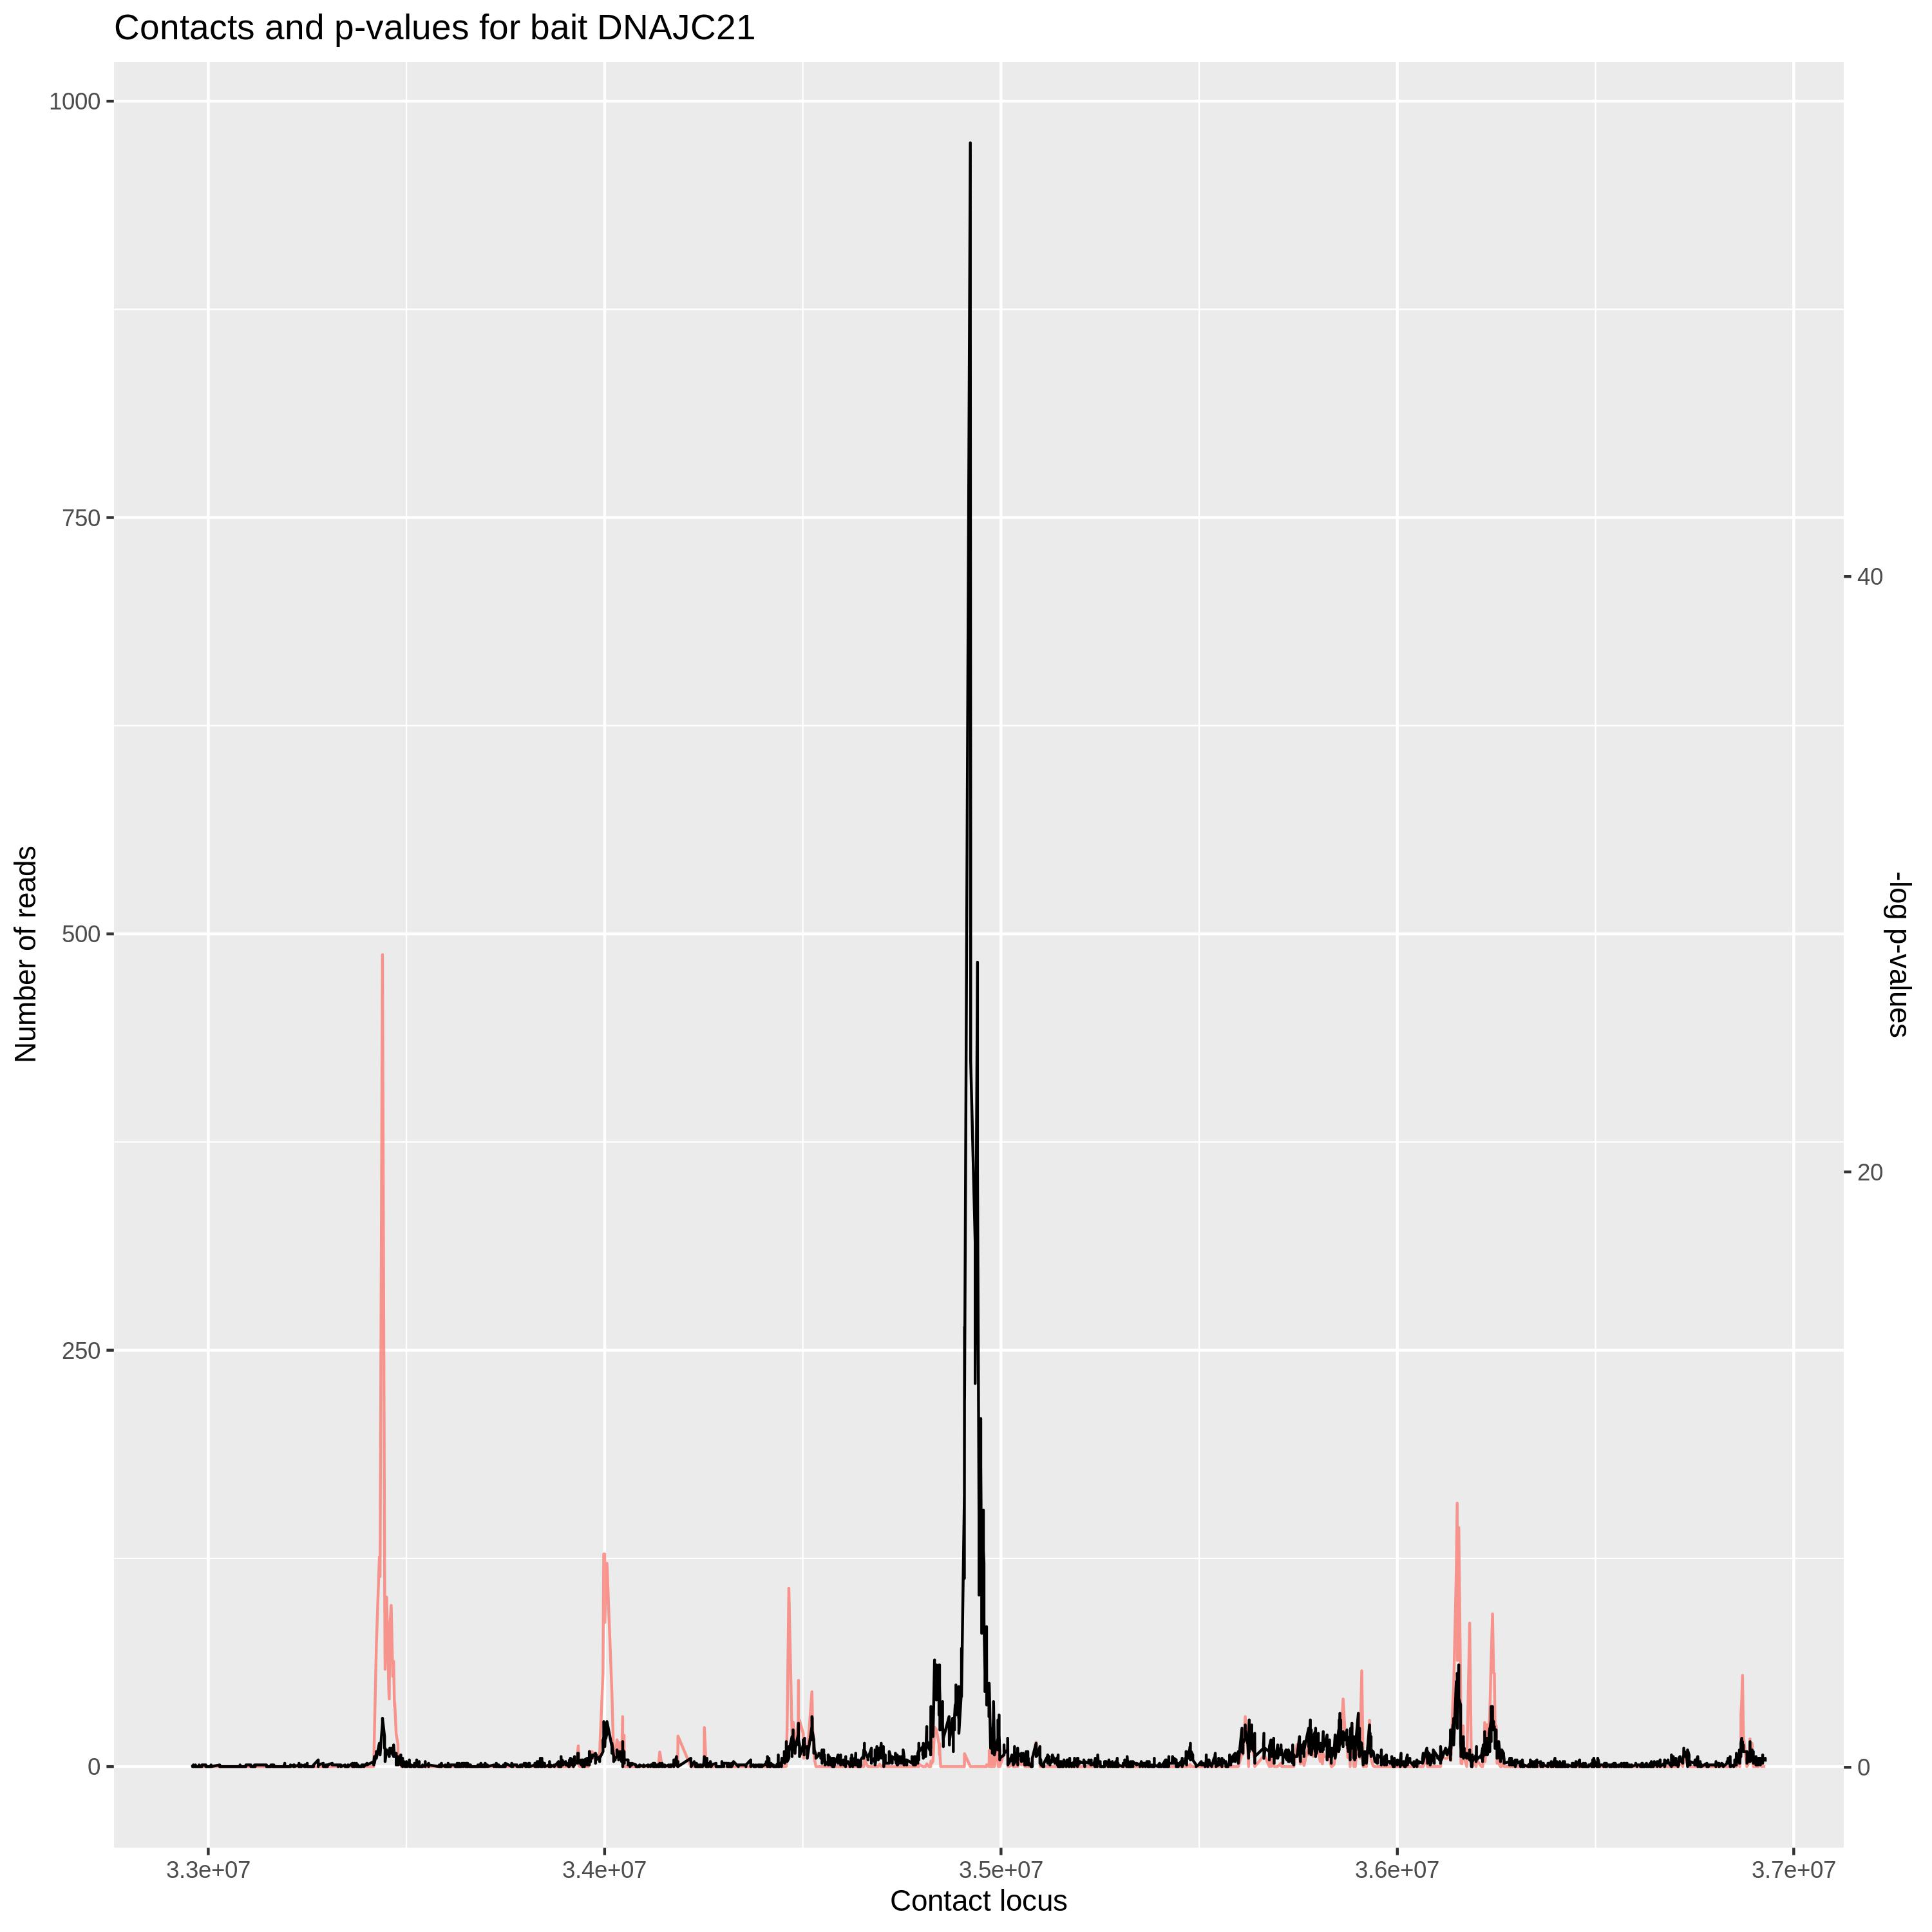 Contacts and p-values for bait DNAJC21
1000
750
500
250
0
Number of reads
40
20
0
-log p-values
3.3e+07
3.4e+07
3.5e+07
3.6e+07
3.7e+07
Contact locus